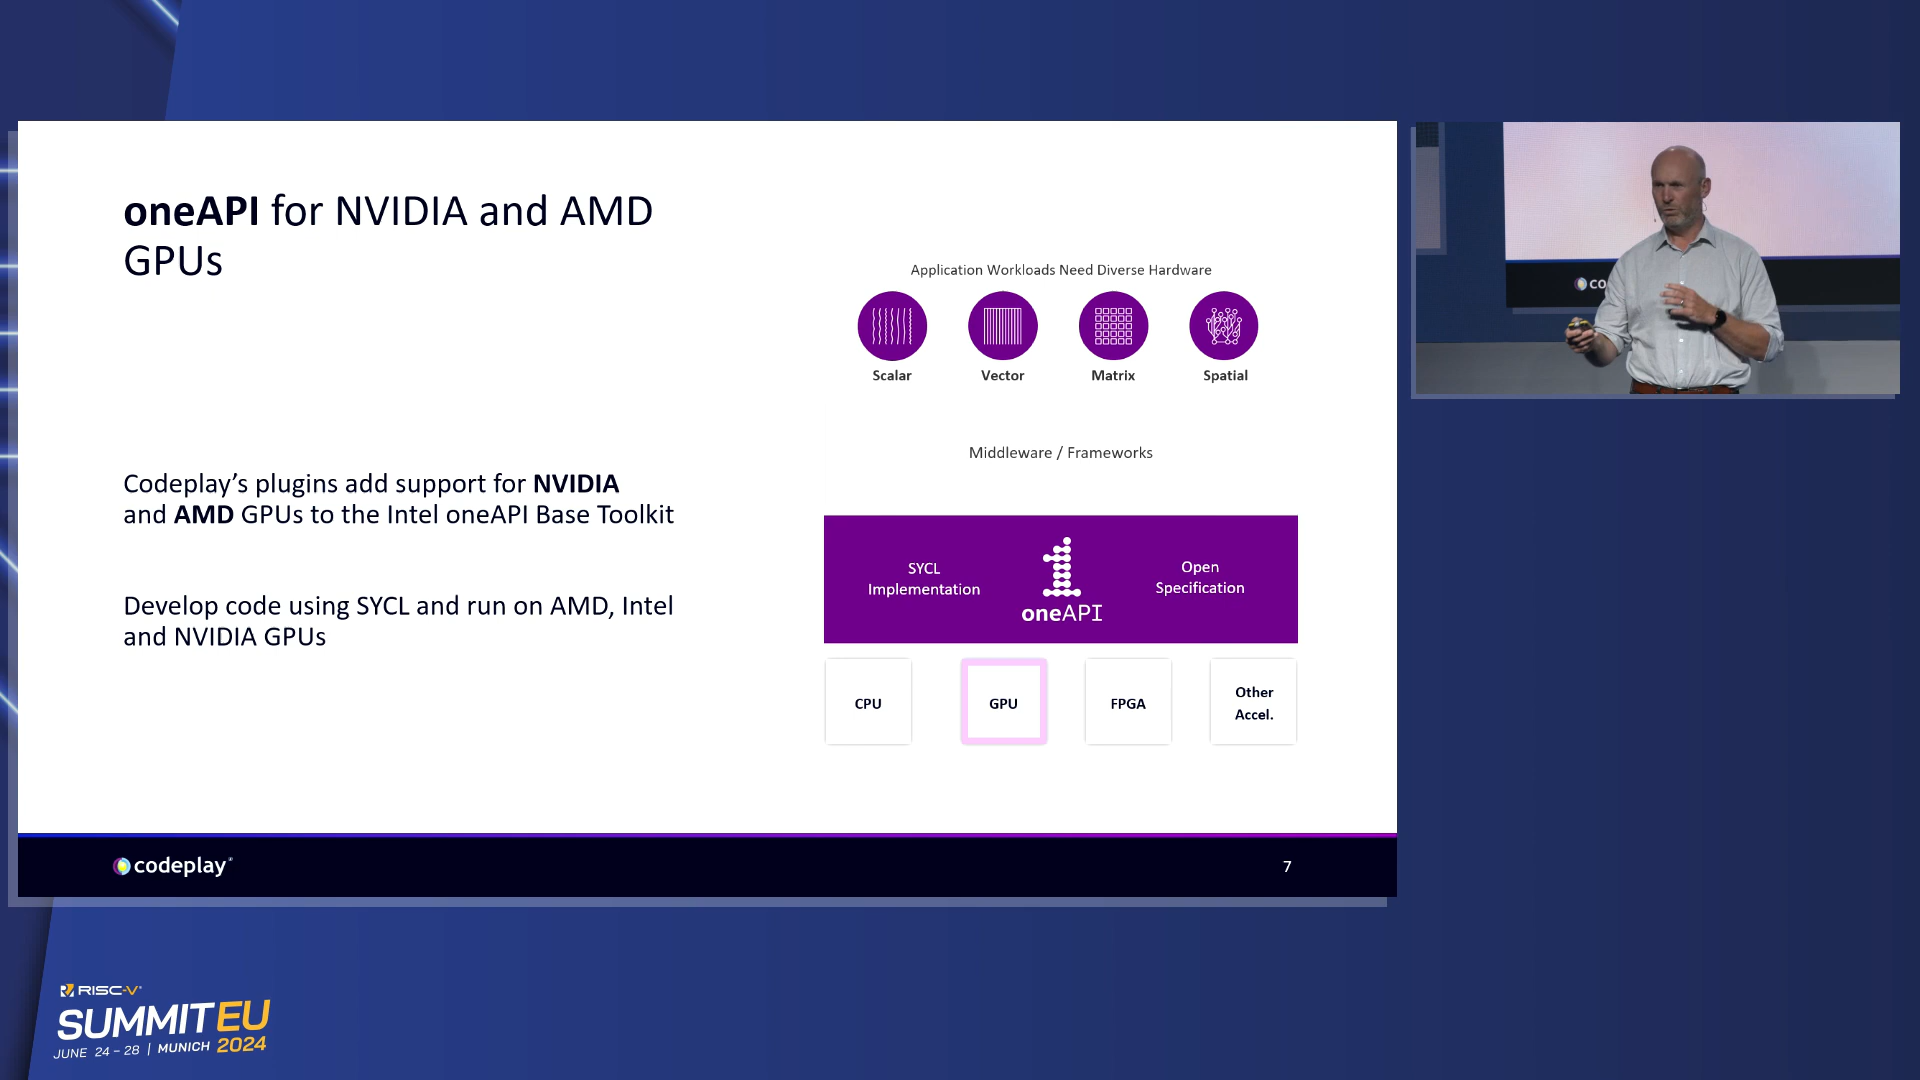 oneAPI for NVIDIA and AMD
GPUs
Codeplay’s plugins add support for NVIDIA
and AMD GPUs to the Intel oneAPI Base Toolkit
Develop code using SYCL and run on AMD, Intel
and NVIDIA GPUs
Application Workloads Need Diverse Hardware
Scalar Vector Matrix Spatial
Middleware / Frameworks
SYCL
Implementation
oneAPI
Open
Specification
CPU GPU FPGA
Other
Accel.
codeplay®
7
RISC-V®
SUMMIT EU
JUNE 24 – 28 | MUNICH 2024